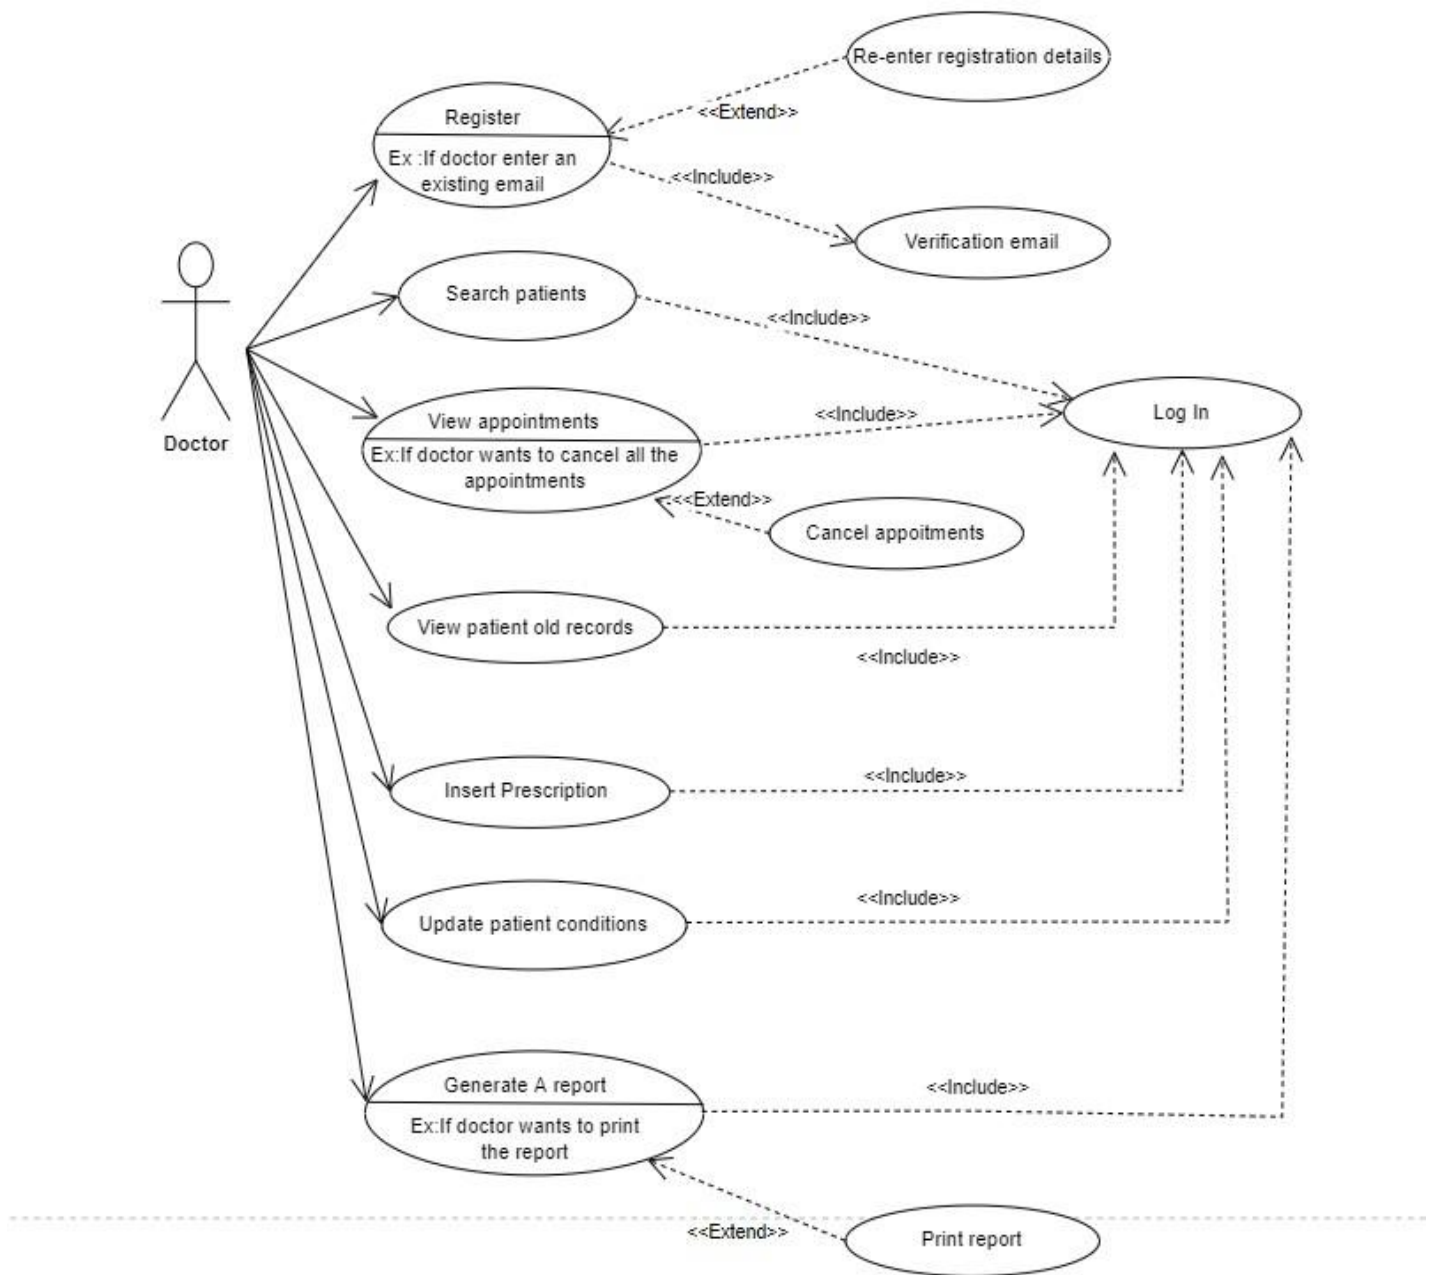 Re-enter registration details
<<Extend>>
Register
Ex :If doctor enter an
existing email
<<Include>>
Verification email
Search patients
<<Include>>
Doctor
View appointments
Ex:If doctor wants to cancel all the
appointments
<<Include>>
Log In
<<Extend>>
Cancel appoitments
View patient old records
<<Include>>
Insert Prescription
<<Include>>
Update patient conditions
<<Include>>
Generate A report
Ex:If doctor wants to print
the report
<<Include>>
<<Extend>>
Print report